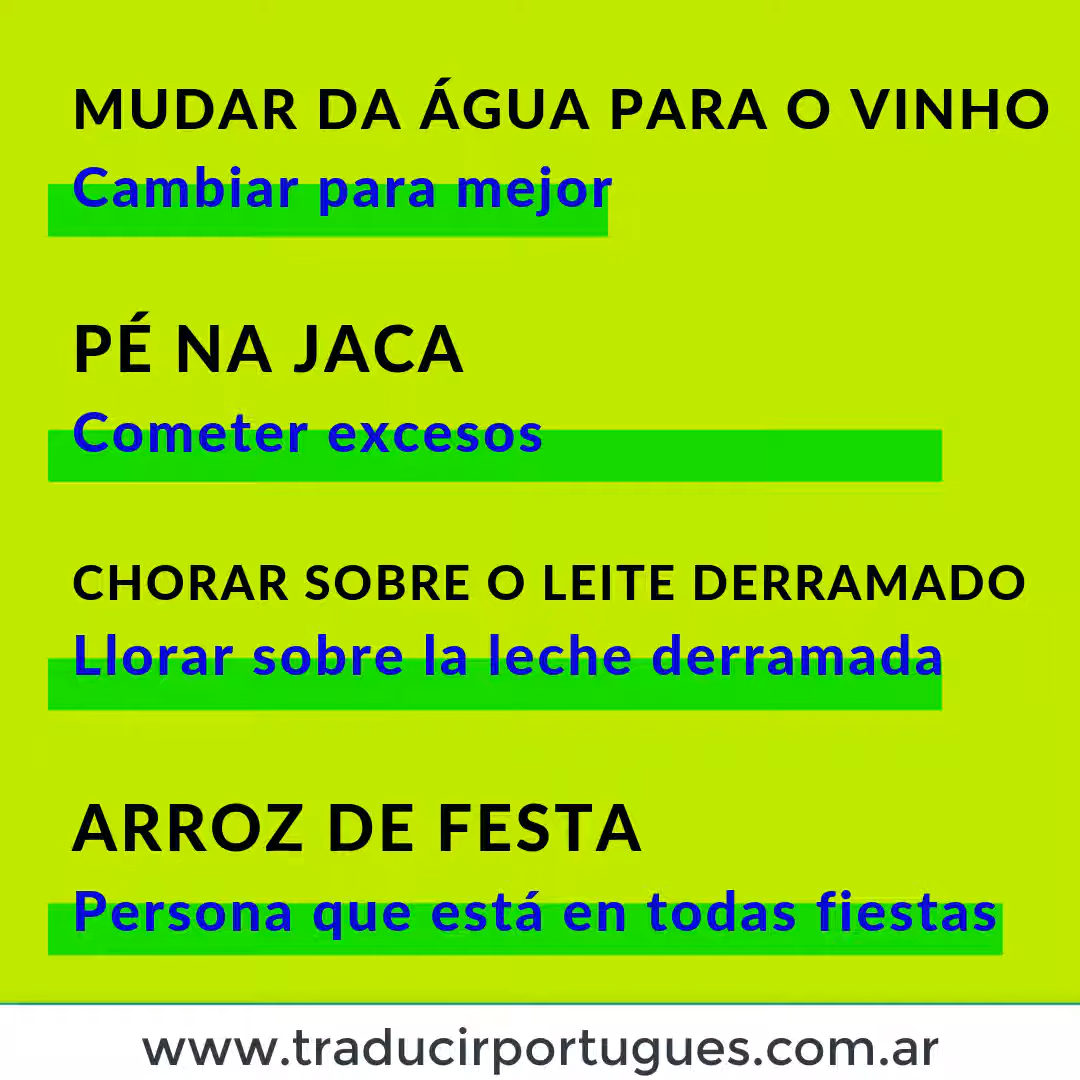 MUDAR DA ÁGUA PARA O VINHO
Cambiar para mejor
PÉ NA JACA
Cometer excesos
CHORAR SOBRE O LEITE DERRAMADO
Llorar sobre la leche derramada
ARROZ DE FESTA
Persona que está en todas fiestas
www.traducirportugues.com.ar